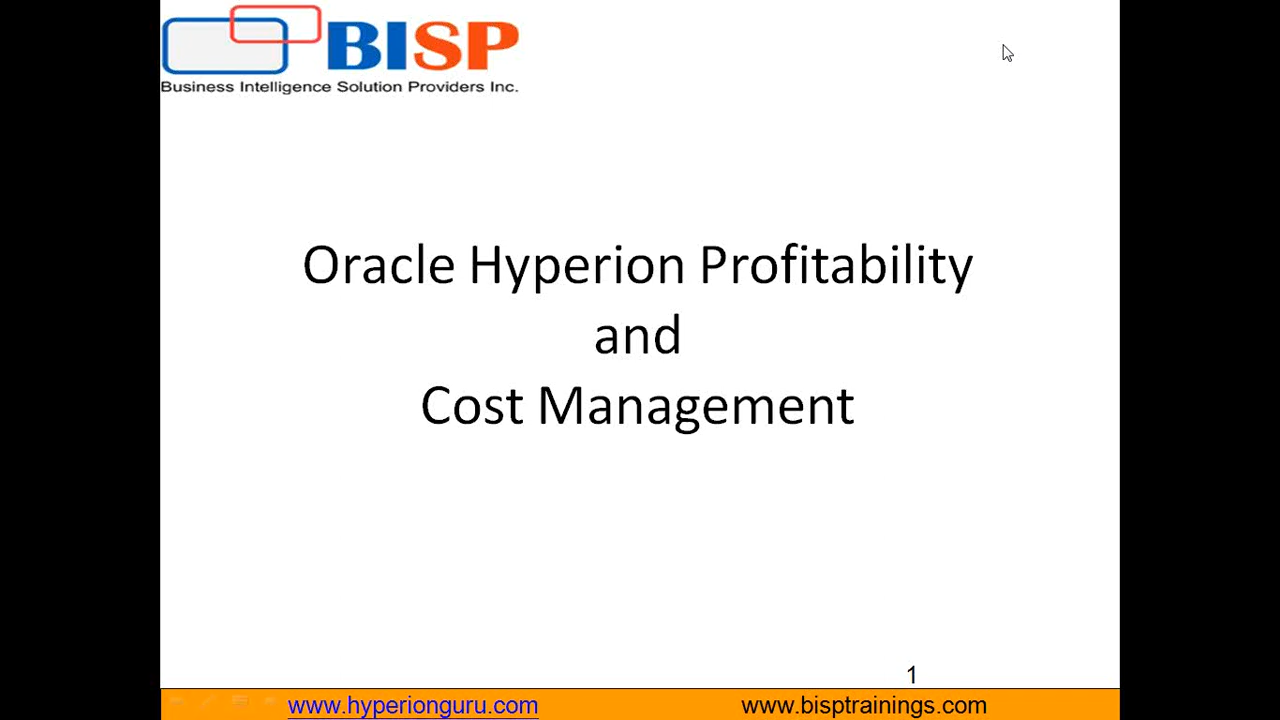 BISP
Business Intelligence Solution Providers Inc.
Oracle Hyperion Profitability
and
Cost Management
1
www.hyperionguru.com
www.bisptrainings.com